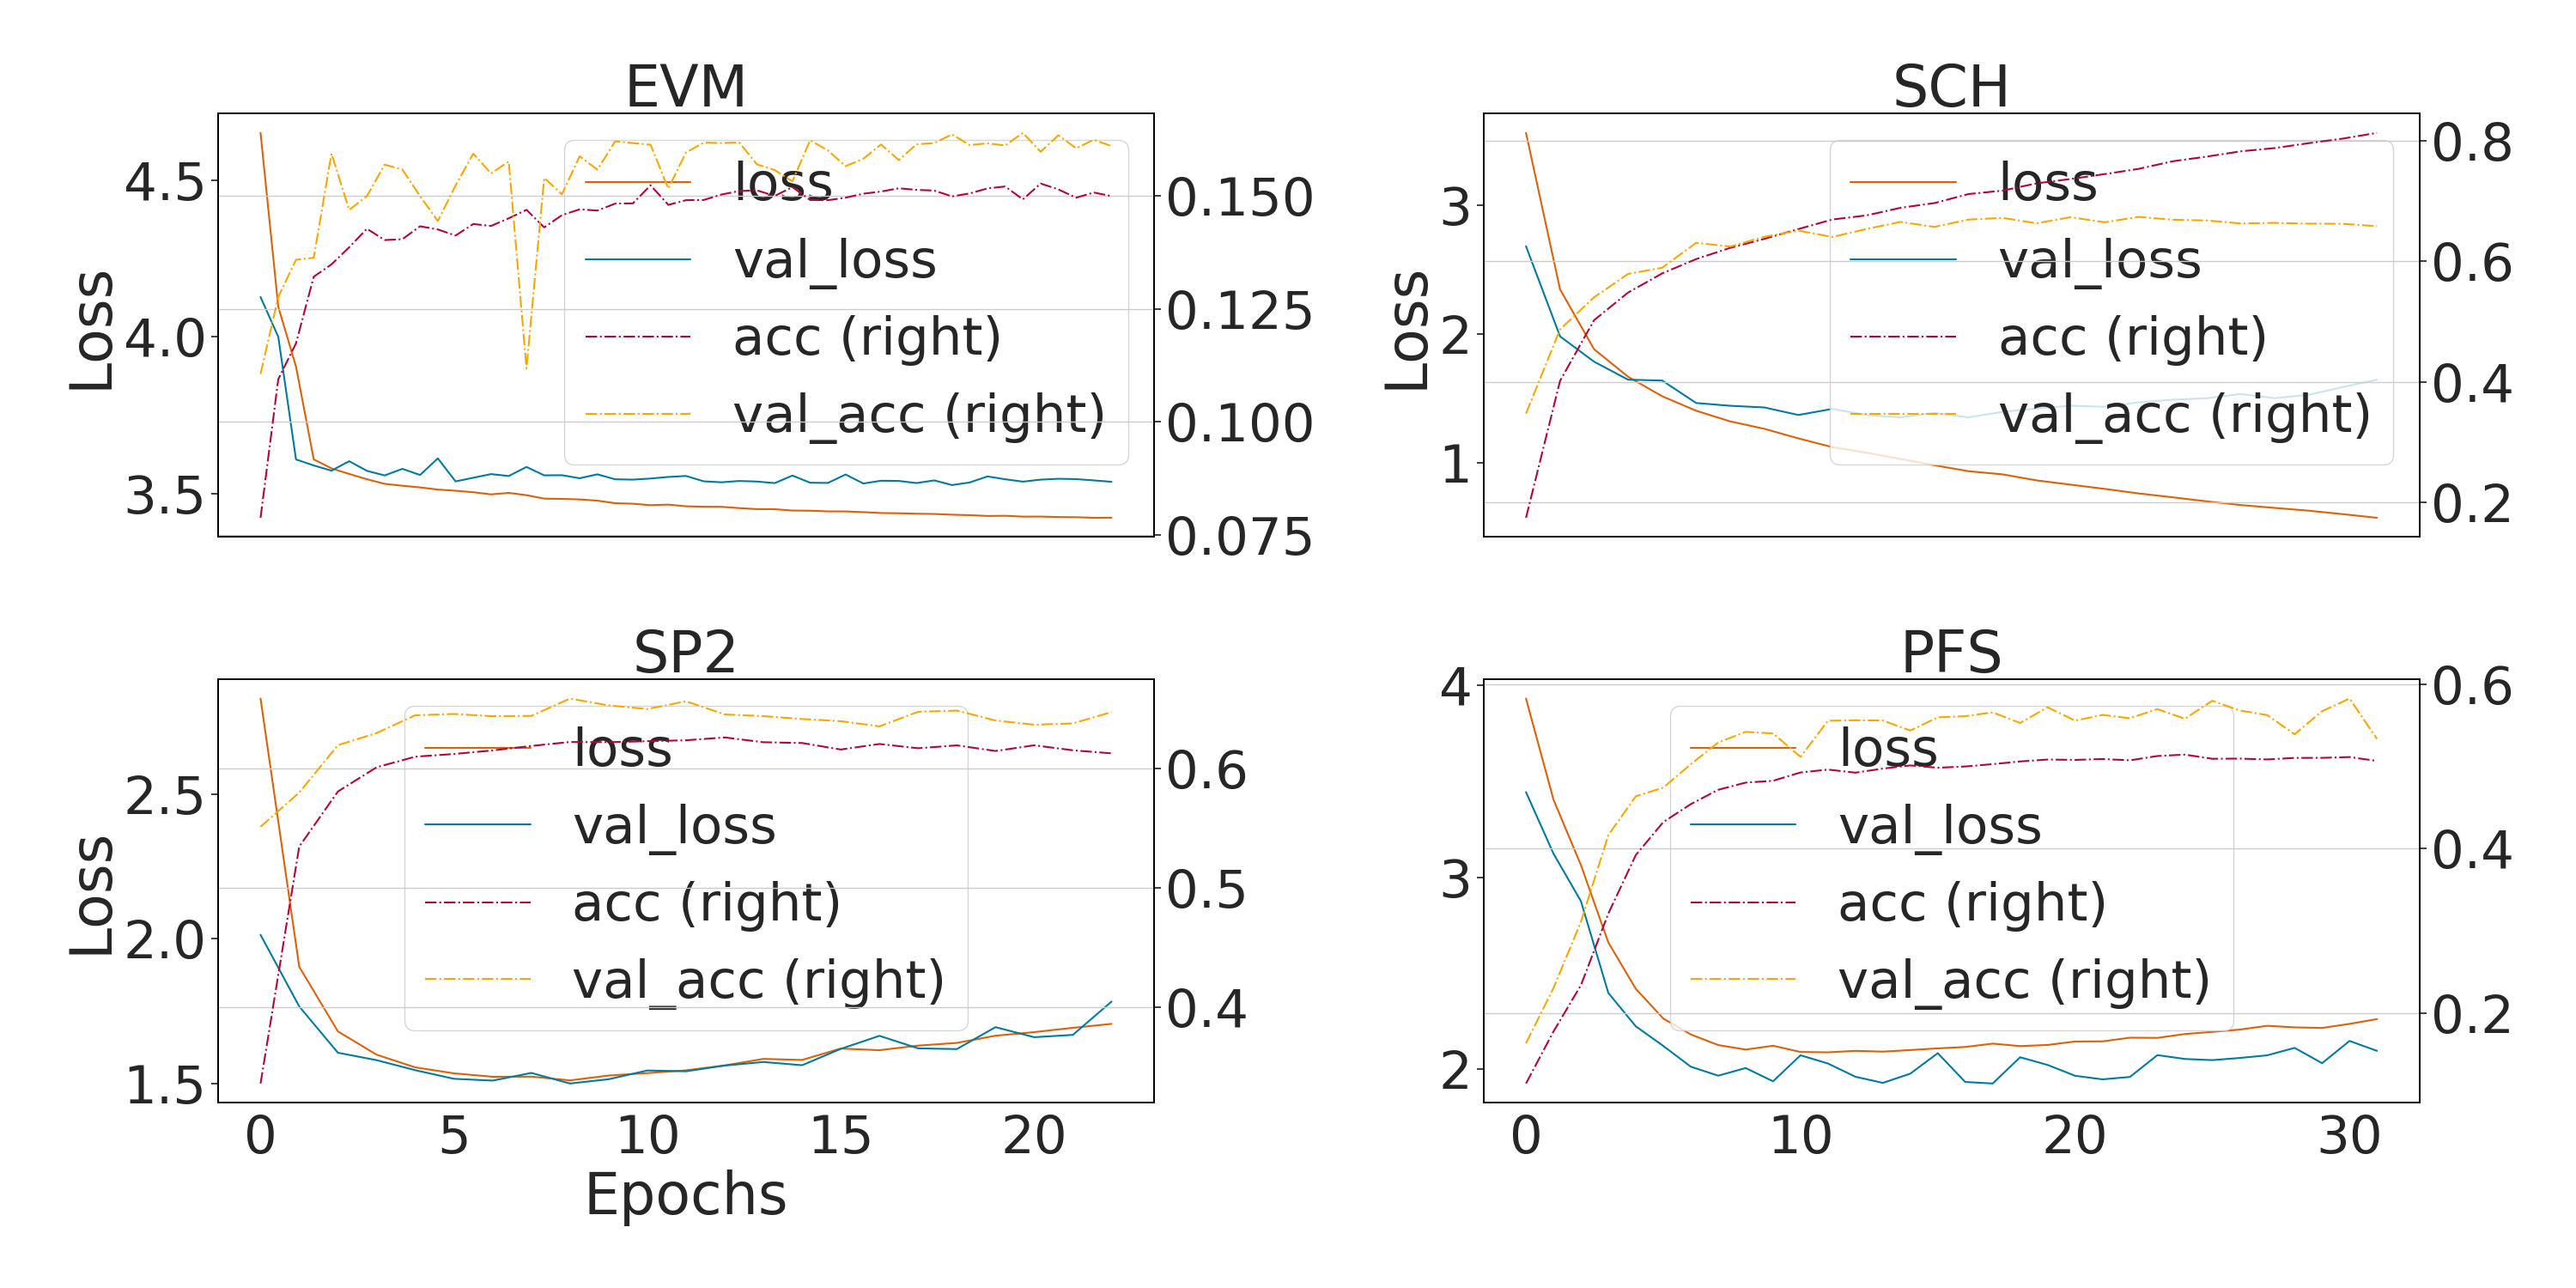 EVM
4.5
4.0
3.5
Loss
0.150
0.125
0.100
0.075
loss
val_loss
acc (right)
val_acc (right)
SCH
3
2
1
Loss
0.8
0.6
0.4
0.2
loss
val_loss
acc (right)
val_acc (right)
SP2
2.5
2.0
1.5
Loss
0.6
0.5
0.4
loss
val_loss
acc (right)
val_acc (right)
0 5 10 15 20
Epochs
PFS
4
3
2
0.6
0.4
0.2
loss
val_loss
acc (right)
val_acc (right)
0 10 20 30